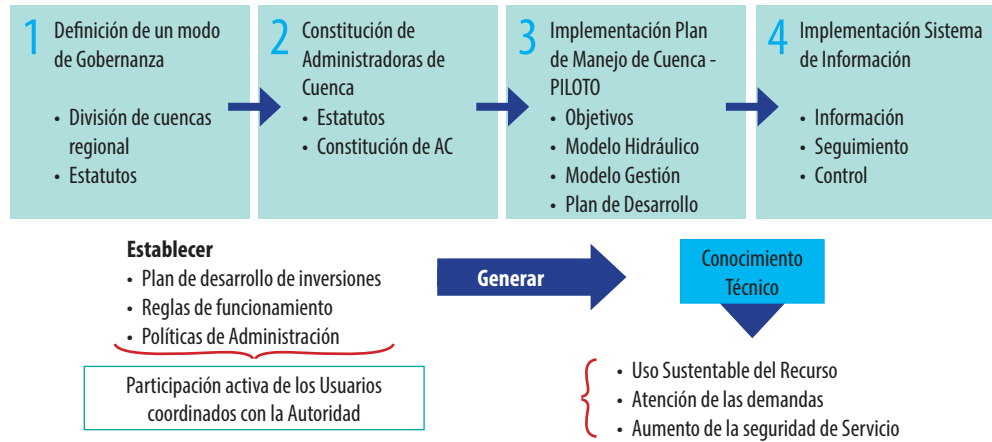 1 Definición de un modo
de Gobernanza
• División de cuencas
regional
• Estatutos
2 Constitución de
Administradoras de
Cuenca
• Estatutos
• Constitución de AC
3 Implementación Plan
de Manejo de Cuenca -
PILOTO
• Objetivos
• Modelo Hidráulico
• Modelo Gestión
• Plan de Desarrollo
4 Implementación Sistema
de Información
• Información
• Seguimiento
• Control
Establecer
• Plan de desarrollo de inversiones
• Reglas de funcionamiento
• Políticas de Administración
Participación activa de los Usuarios
coordinados con la Autoridad
Generar
Conocimiento
Técnico
• Uso Sustentable del Recurso
• Atención de las demandas
• Aumento de la seguridad de Servicio